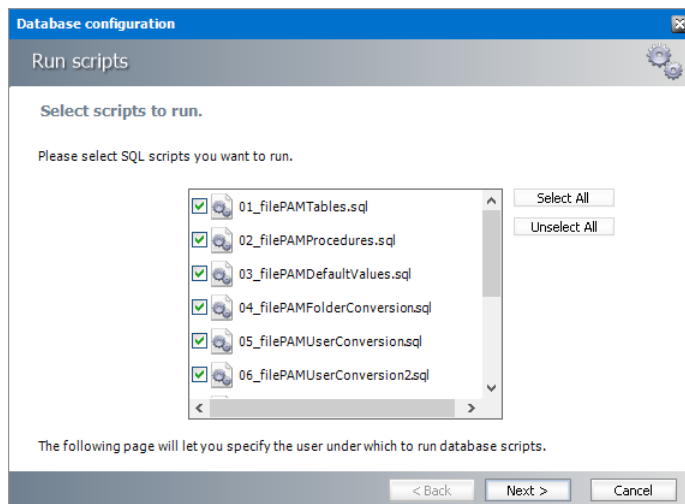 Database configuration
Run scripts
Select scripts to run.
Please select SQL scripts you want to run.
01_filePAMTables.sql
02_filePAMProcedures.sql
03_filePAMDefaultValues.sql
04_filePAMFolderConversion.sql
05_filePAMUserConversion.sql
06_filePAMUserConversion2.sql
Select All
Unselect All
The following page will let you specify the user under which to run database scripts.
< Back
Next >
Cancel